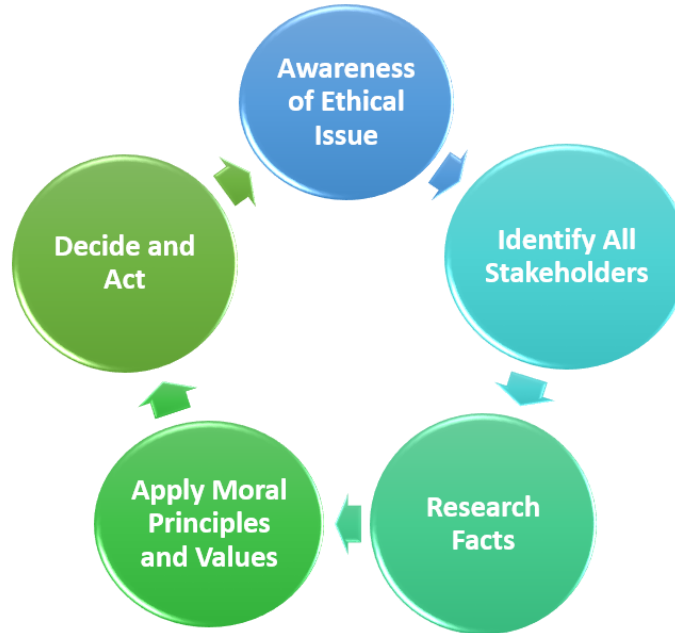 Awareness
of Ethical
Issue
Identify All
Stakeholders
Research
Facts
Apply Moral
Principles
and Values
Decide and
Act